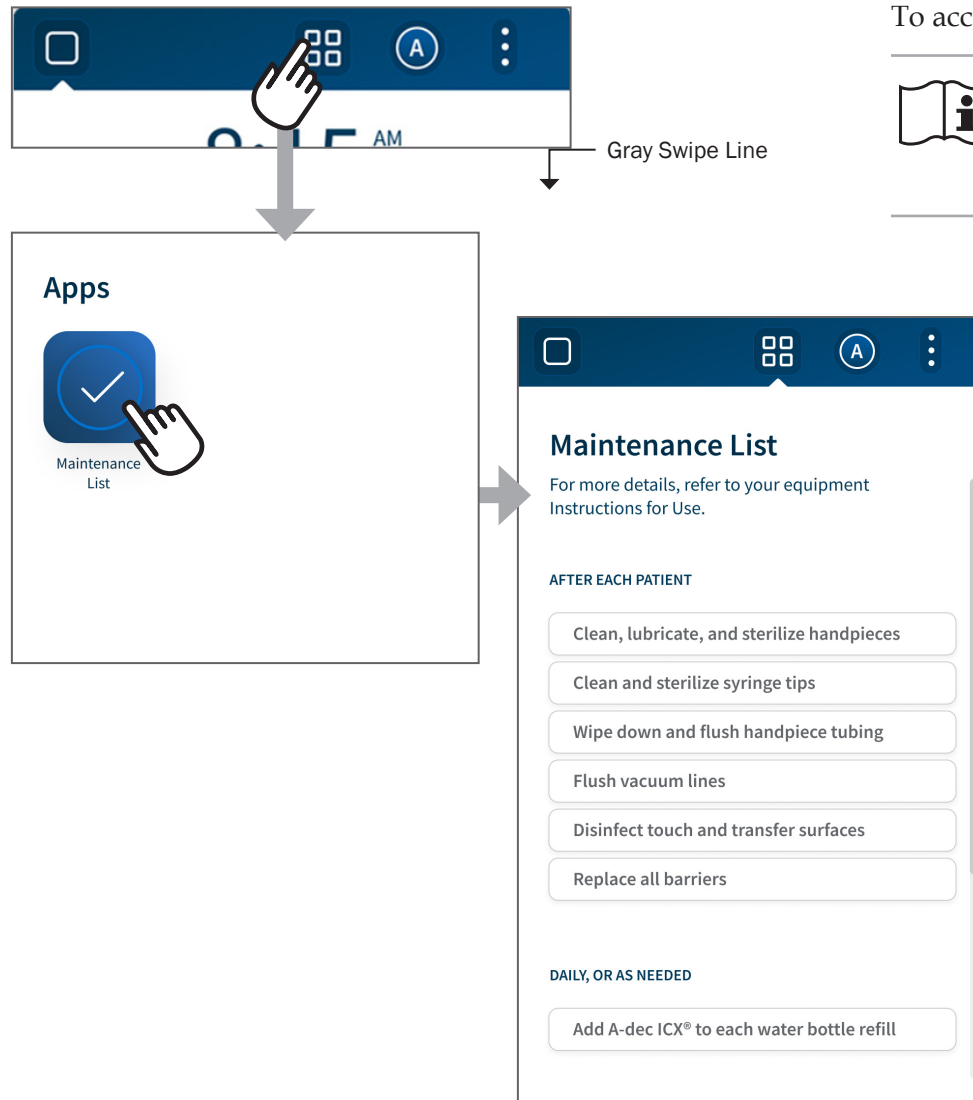 To acc
A
AM
Gray Swipe Line
Apps
Maintenance
List
A
Maintenance List
For more details, refer to your equipment
Instructions for Use.
AFTER EACH PATIENT
Clean, lubricate, and sterilize handpieces
Clean and sterilize syringe tips
Wipe down and flush handpiece tubing
Flush vacuum lines
Disinfect touch and transfer surfaces
Replace all barriers
DAILY, OR AS NEEDED
Add A-dec ICX® to each water bottle refill